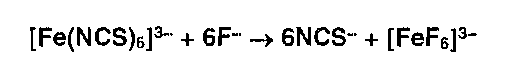 [Fe(NCS)₆]³⁻ + 6F⁻ → 6NCS⁻ + [FeF₆]³⁻